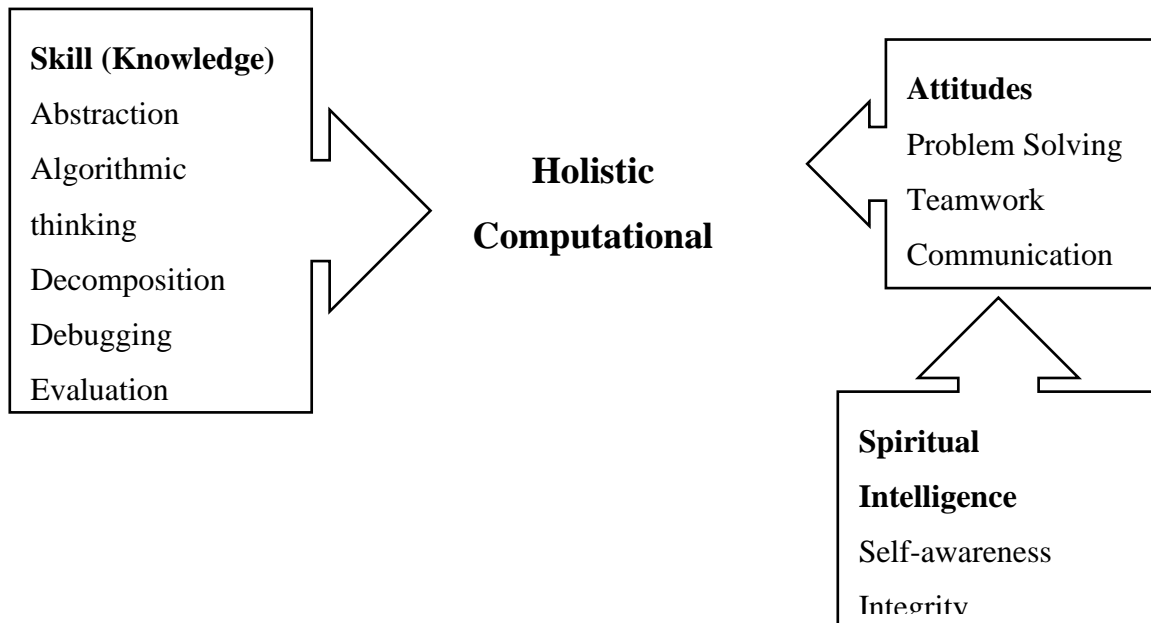 Skill (Knowledge)
Abstraction
Algorithmic
thinking
Decomposition
Debugging
Evaluation
Holistic
Computational
Attitudes
Problem Solving
Teamwork
Communication
Spiritual
Intelligence
Self-awareness
Integrity